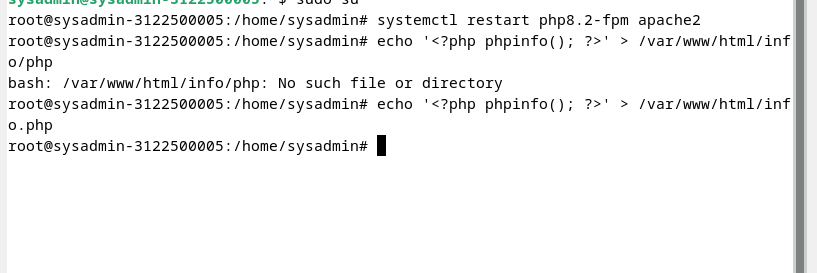 sysadmin@sysadmin-3122500005:~$ sudo su
root@sysadmin-3122500005:/home/sysadmin# systemctl restart php8.2-fpm apache2
root@sysadmin-3122500005:/home/sysadmin# echo '<?php phpinfo(); ?>' > /var/www/html/inf
o/php
bash: /var/www/html/info/php: No such file or directory
root@sysadmin-3122500005:/home/sysadmin# echo '<?php phpinfo(); ?>' > /var/www/html/inf
o.php
root@sysadmin-3122500005:/home/sysadmin#